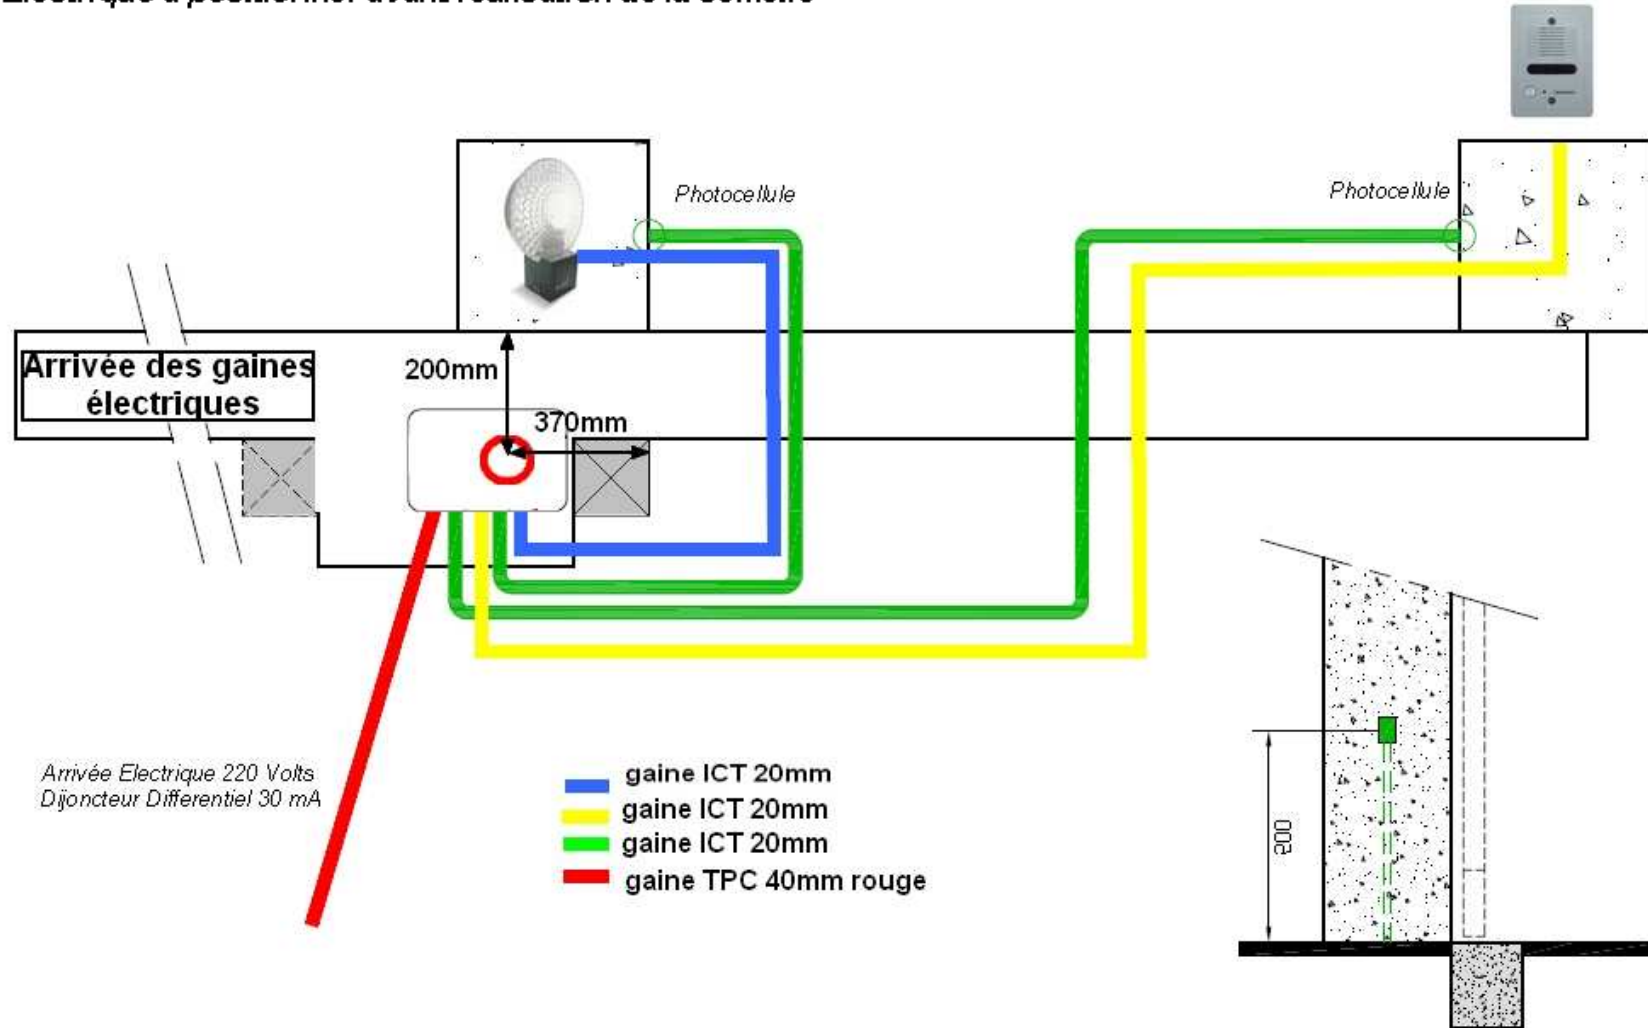 Photocellule
Photocellule
200mm
Arrivée des gaines
électriques
370mm
Arrivée Electrique 220 Volts
Dijoncteur Differentiel 30 mA
gaine ICT 20mm
gaine ICT 20mm
gaine ICT 20mm
gaine TPC 40mm rouge
200